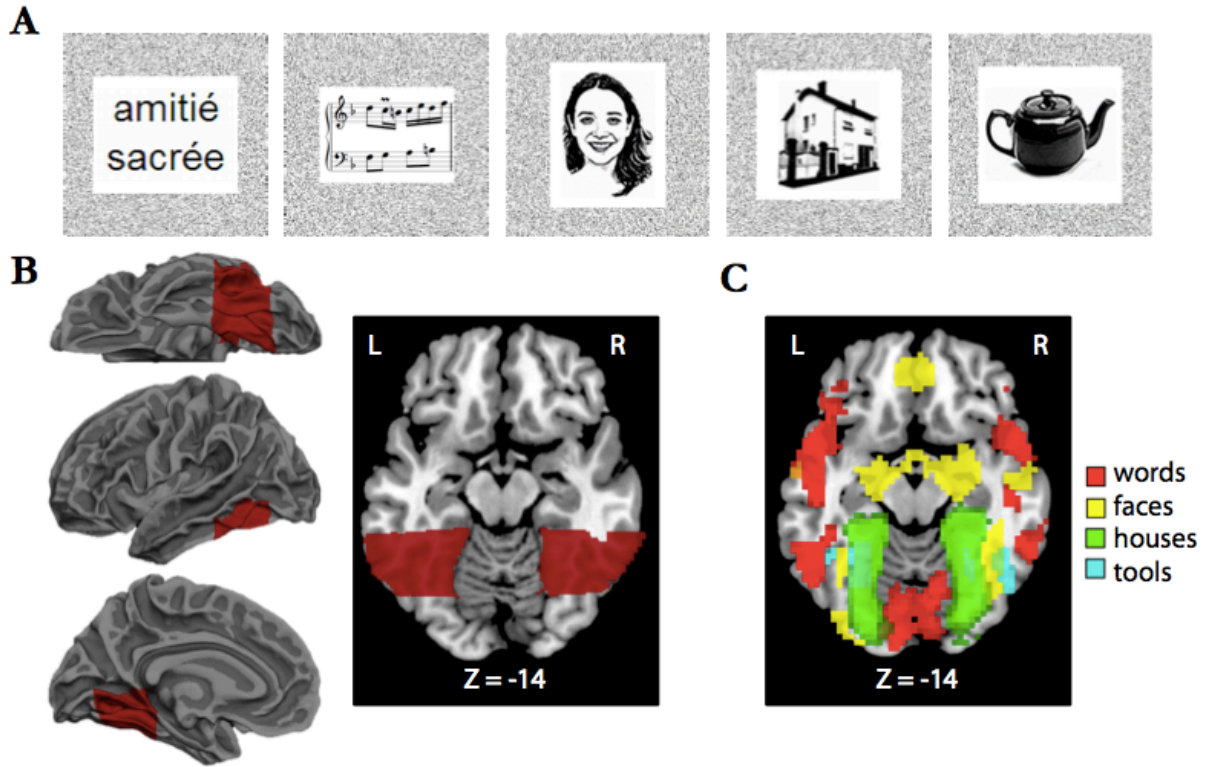 A
amitié
sacrée
B
L R
Z = -14
C
L R
Z = -14
words
faces
houses
tools